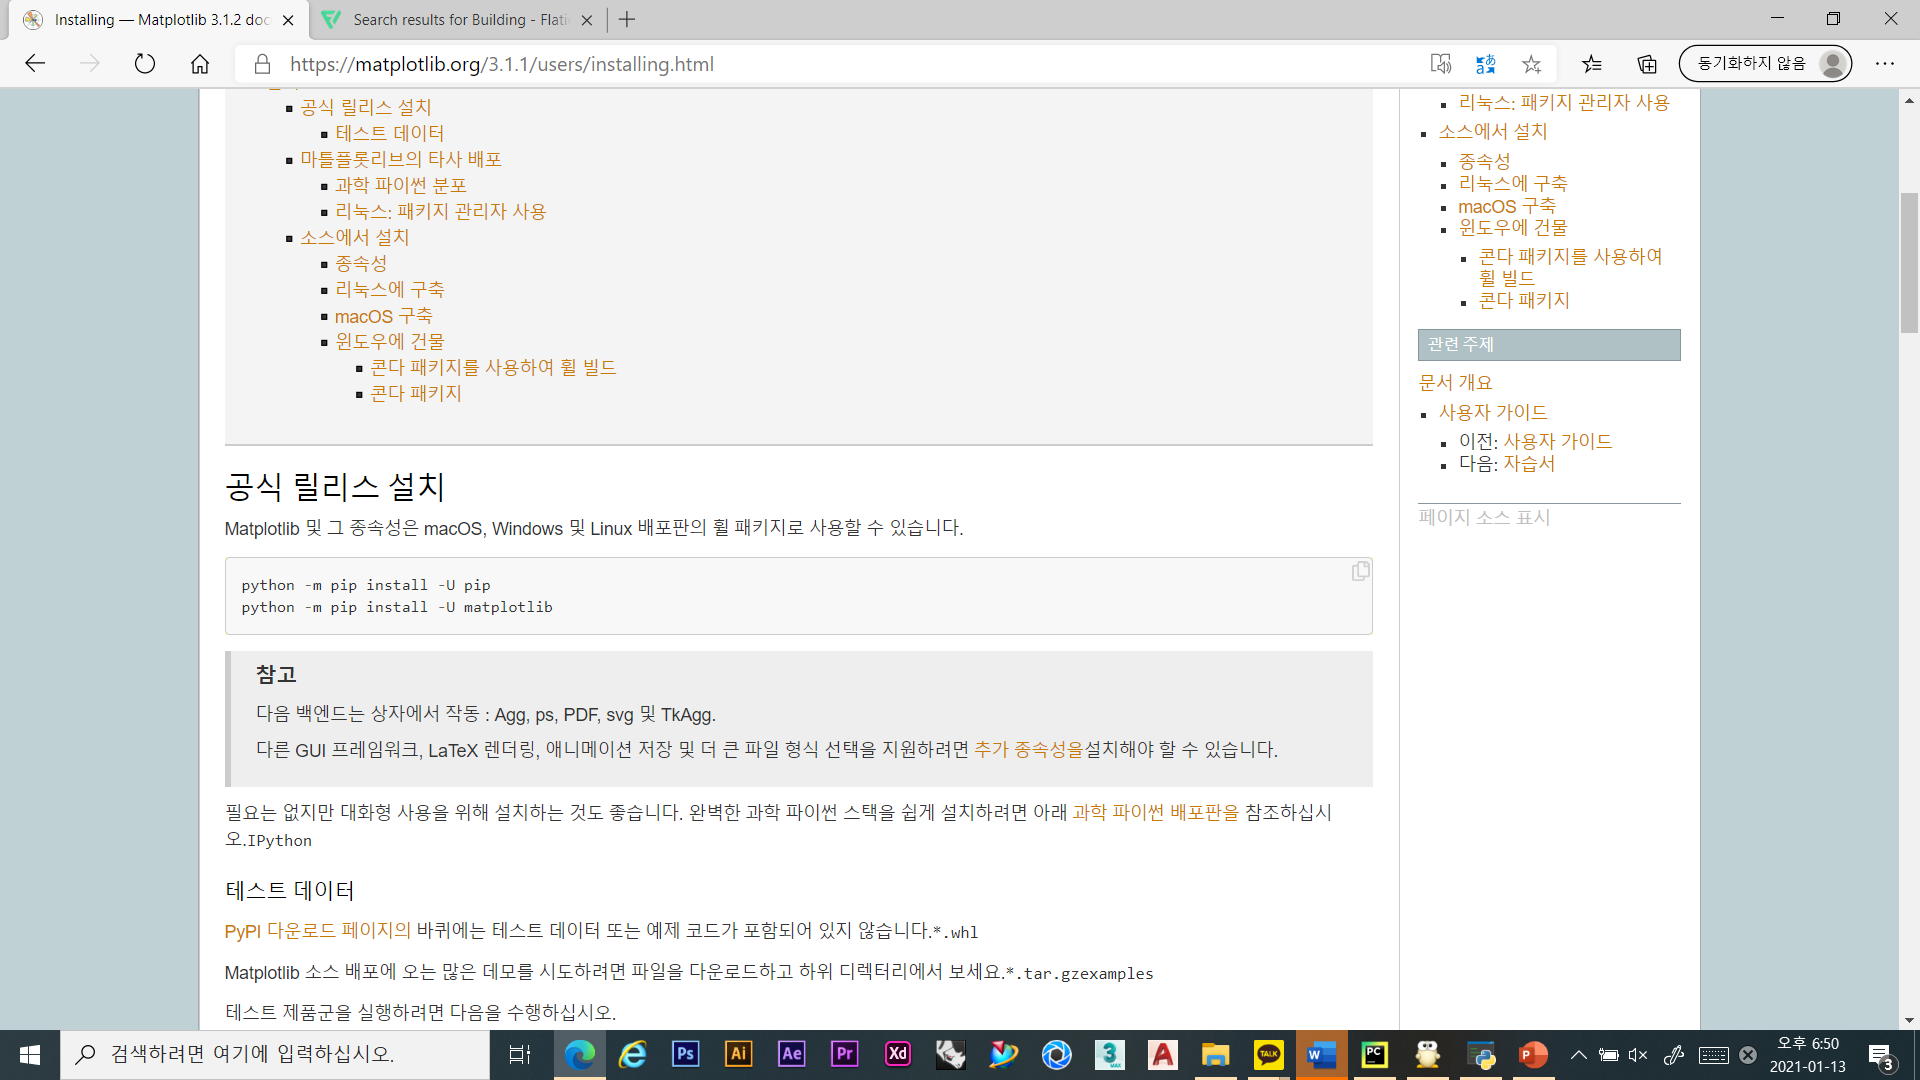 Installing — Matplotlib 3.1.2 doc
Search results for Building - Flati
https://matplotlib.org/3.1.1/users/installing.html
동기화하지 않음
공식 릴리스 설치
테스트 데이터
마틀플롯리브의 타사 배포
과학 파이썬 분포
리눅스: 패키지 관리자 사용
소스에서 설치
종속성
리눅스에 구축
macOS 구축
윈도우에 건물
콘다 패키지를 사용하여 휠 빌드
콘다 패키지
공식 릴리스 설치
Matplotlib 및 그 종속성은 macOS, Windows 및 Linux 배포판의 휠 패키지로 사용할 수 있습니다.
python -m pip install -U pip
python -m pip install -U matplotlib
참고
다음 백엔드는 상자에서 작동 : Agg, ps, PDF, svg 및 TkAgg.
다른 GUI 프레임워크, LaTeX 렌더링, 애니메이션 저장 및 더 큰 파일 형식 선택을 지원하려면 추가 종속성을설치해야 할 수 있습니다.
필요는 없지만 대화형 사용을 위해 설치하는 것도 좋습니다. 완벽한 과학 파이썬 스택을 쉽게 설치하려면 아래 과학 파이썬 배포판을 참조하십시
오.IPython
테스트 데이터
PyPI 다운로드 페이지의 바퀴에는 테스트 데이터 또는 예제 코드가 포함되어 있지 않습니다.*.whl
Matplotlib 소스 배포에 오는 많은 데모를 시도하려면 파일을 다운로드하고 하위 디렉터리에서 보세요.*.tar.gzexamples
테스트 제품군을 실행하려면 다음을 수행하십시오.
리눅스: 패키지 관리자 사용
소스에서 설치
종속성
리눅스에 구축
macOS 구축
윈도우에 건물
콘다 패키지를 사용하여
휠 빌드
콘다 패키지
관련 주제
문서 개요
사용자 가이드
이전: 사용자 가이드
다음: 자습서
페이지 소스 표시
검색하려면 여기에 입력하십시오.
Ps
Ai
Ae
Pr
Xd
3
MAX
A
TALK
W
PC
P
오후 6:50
2021-01-13
3